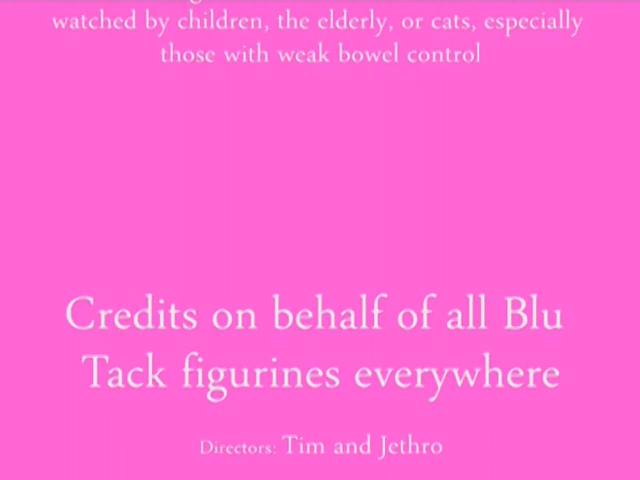 watched by children, the elderly, or cats, especially
those with weak bowel control
Credits on behalf of all Blu
Tack figurines everywhere
Directors: Tim and Jethro